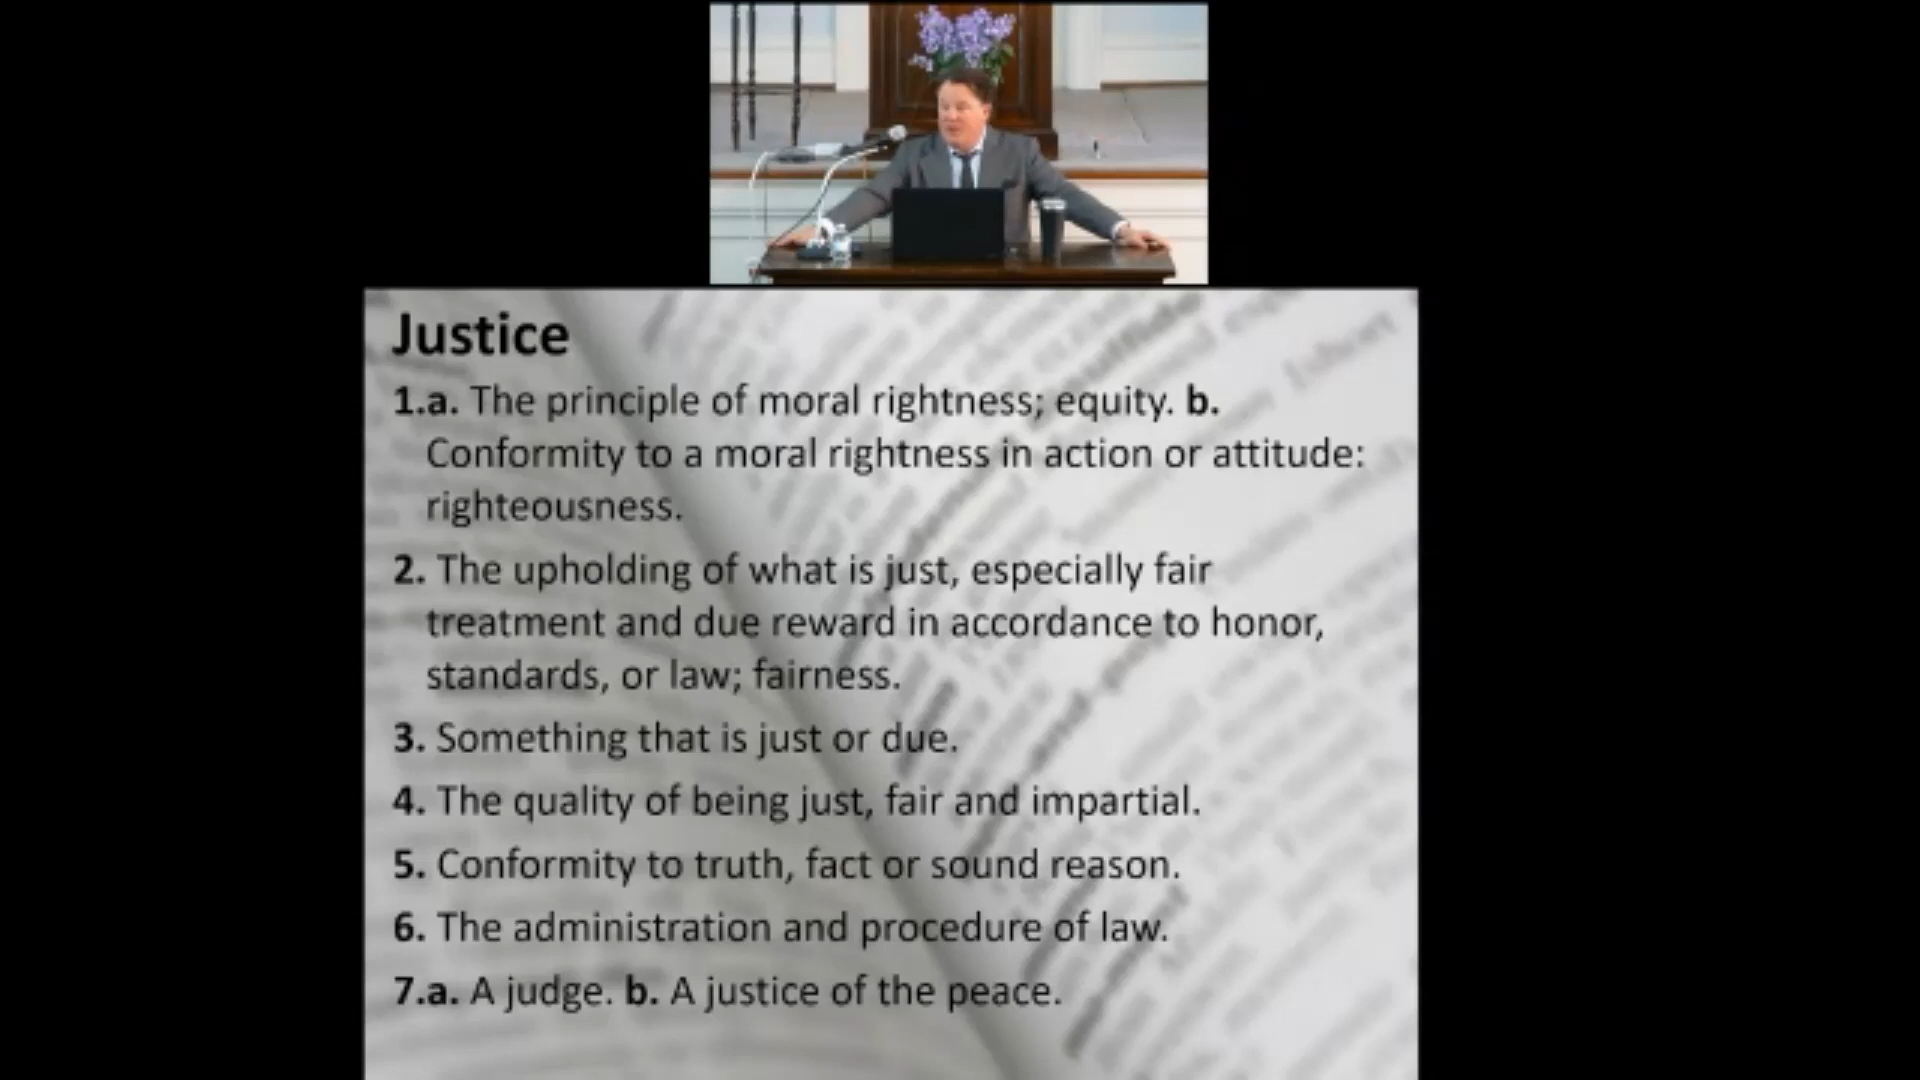 Justice
1.a. The principle of moral rightness; equity. b.
Conformity to a moral rightness in action or attitude:
righteousness.
2. The upholding of what is just, especially fair
treatment and due reward in accordance to honor,
standards, or law; fairness.
3. Something that is just or due.
4. The quality of being just, fair and impartial.
5. Conformity to truth, fact or sound reason.
6. The administration and procedure of law.
7.a. A judge. b. A justice of the peace.